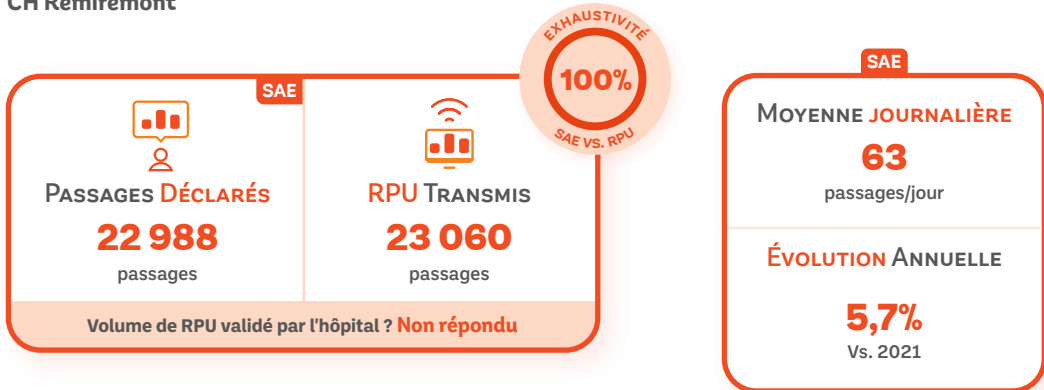 CH Remiremont
EXHAUSTIVITÉ
100%
SAE VS. RPU
SAE
PASSAGES DÉCLARÉS
22 988
passages
RPU TRANSMIS
23 060
passages
Volume de RPU validé par l'hôpital ? Non répondu
SAE
MOYENNE JOURNALIÈRE
63
passages/jour
ÉVOLUTION ANNUELLE
5,7%
Vs. 2021